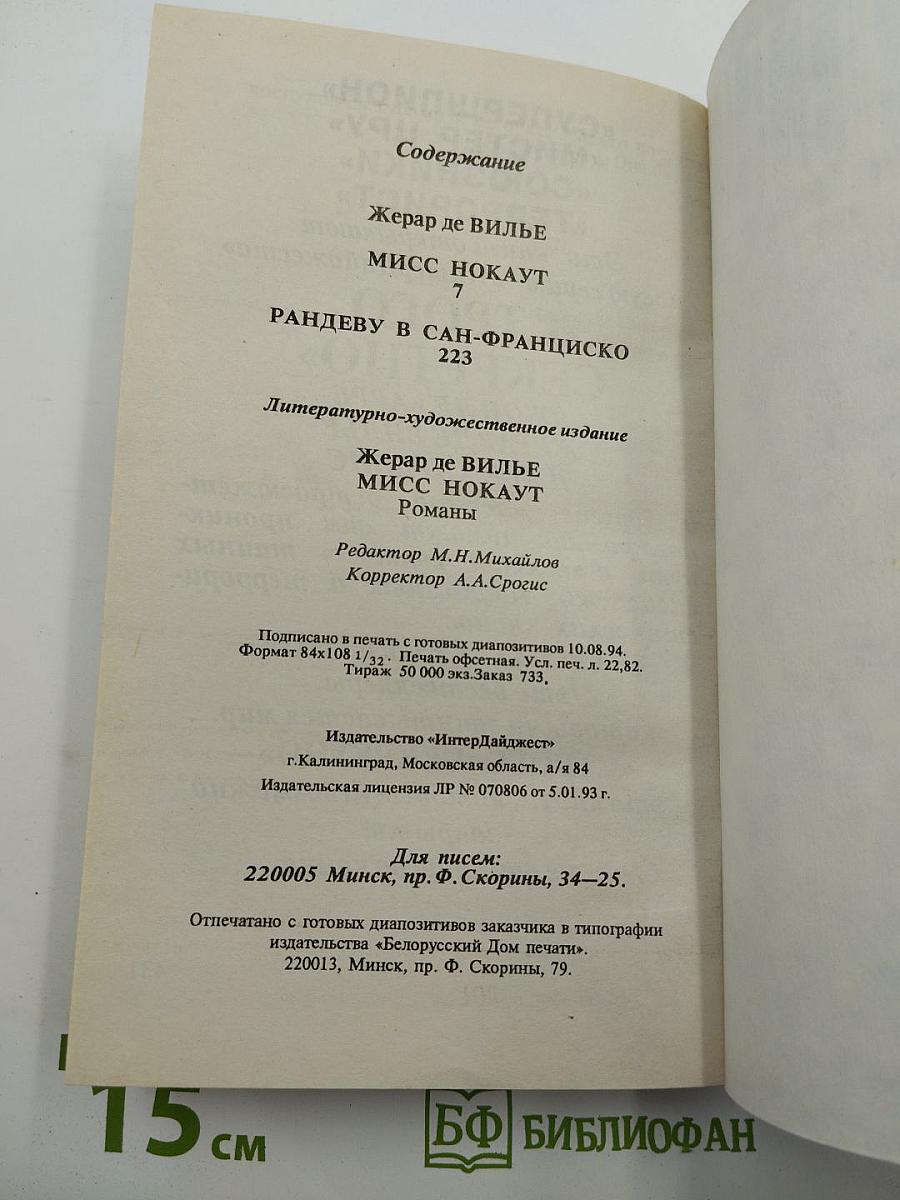 Содержание
Жерар де ВИЛЬЕ
МИСС НОКАУТ
7
РАНДЕВУ В САН-ФРАНЦИСКО
223
Литературно-художественное издание
Жерар де ВИЛЬЕ
МИСС НОКАУТ
Романы
Редактор М.Н.Михайлов
Корректор А.А.Срогис
Подписано в печать с готовых диапозитивов 10.08.94.
Формат 84х108 1/32. Печать офсетная. Усл. печ. л. 22,82.
Тираж 50 000 экз.Заказ 733.
Издательство «ИнтерДайджест»
г.Калининград, Московская область, а/я 84
Издательская лицензия ЛР № 070806 от 5.01.93 г.
Для писем:
220005 Минск, пр. Ф.Скорины, 34—25.
Отпечатано с готовых диапозитивов заказчика в типографии
издательства «Белорусский Дом печати».
220013, Минск, пр. Ф. Скорины, 79.
15 см
БФ БИБЛИОФАН